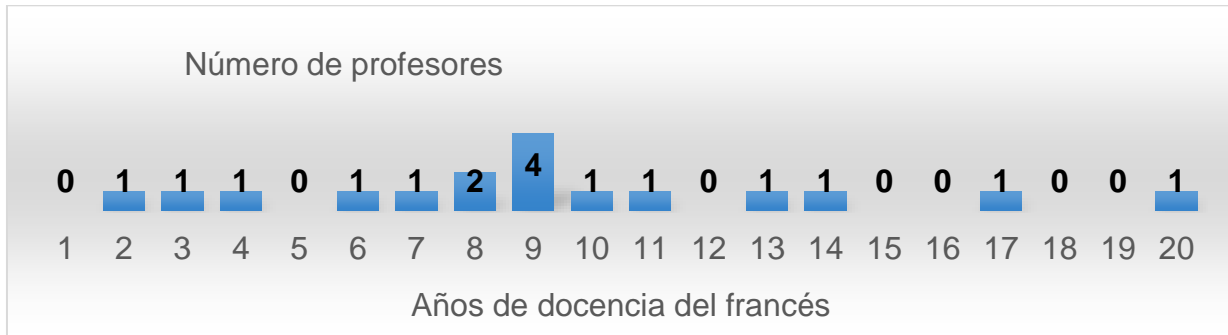 Número de profesores
0 1 1 1 0 1 1 2 4 1 1 0 1 1 0 0 1 0 0 1
1 2 3 4 5 6 7 8 9 10 11 12 13 14 15 16 17 18 19 20
Años de docencia del francés